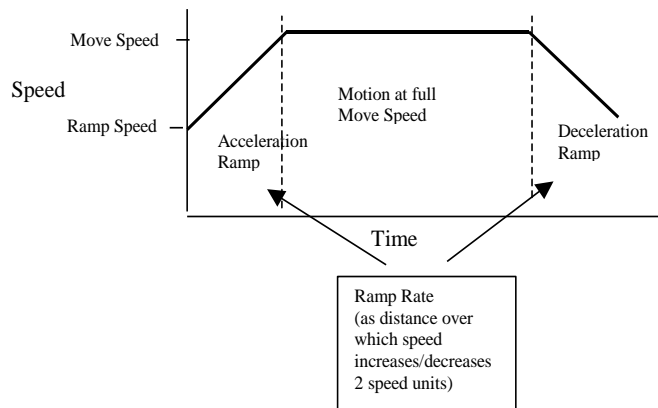 Move Speed
Speed
Ramp Speed
Motion at full
Move Speed
Acceleration
Ramp
Deceleration
Ramp
Time
Ramp Rate
(as distance over
which speed
increases/decreases
2 speed units)